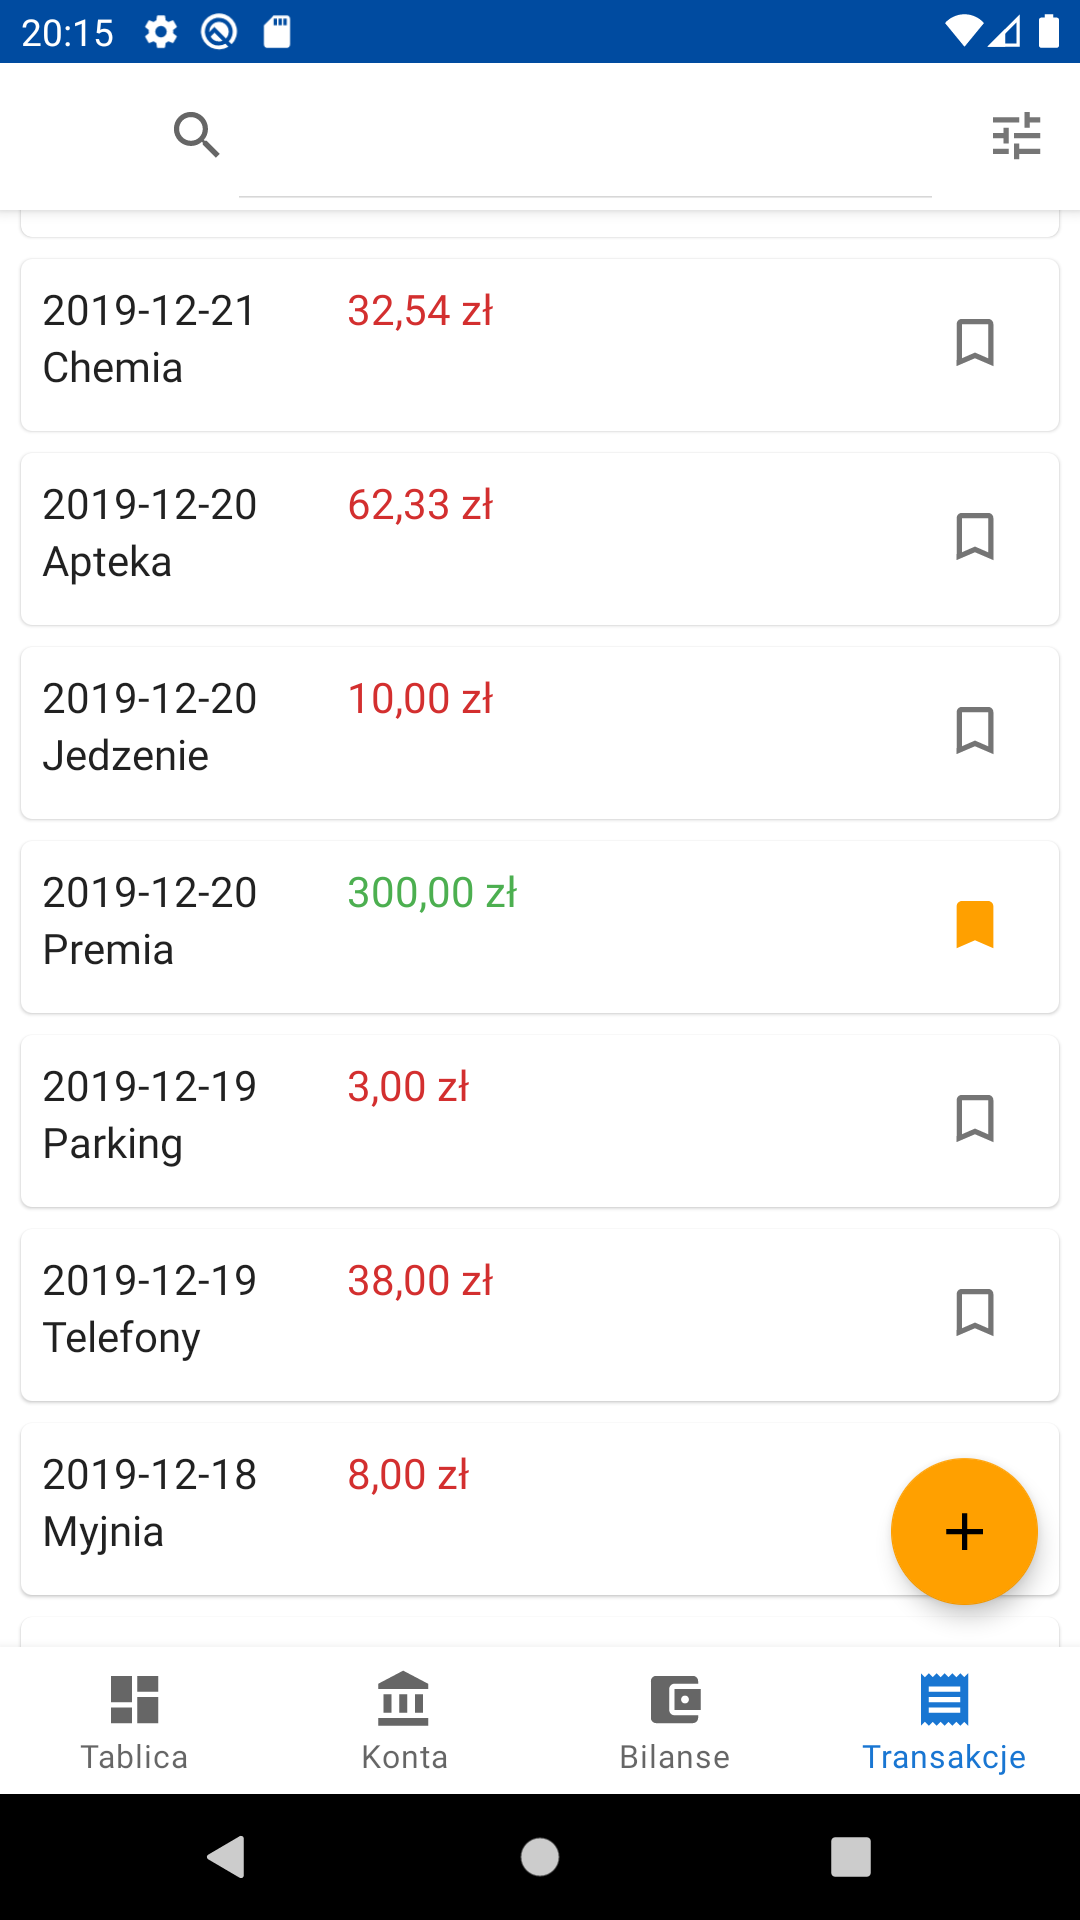 20:15
2019-12-21 32,54 zł
Chemia
2019-12-20 62,33 zł
Apteka
2019-12-20 10,00 zł
Jedzenie
2019-12-20 300,00 zł
Premia
2019-12-19 3,00 zł
Parking
2019-12-19 38,00 zł
Telefony
2019-12-18 8,00 zł
Myjnia
Tablica Konta Bilanse Transakcje